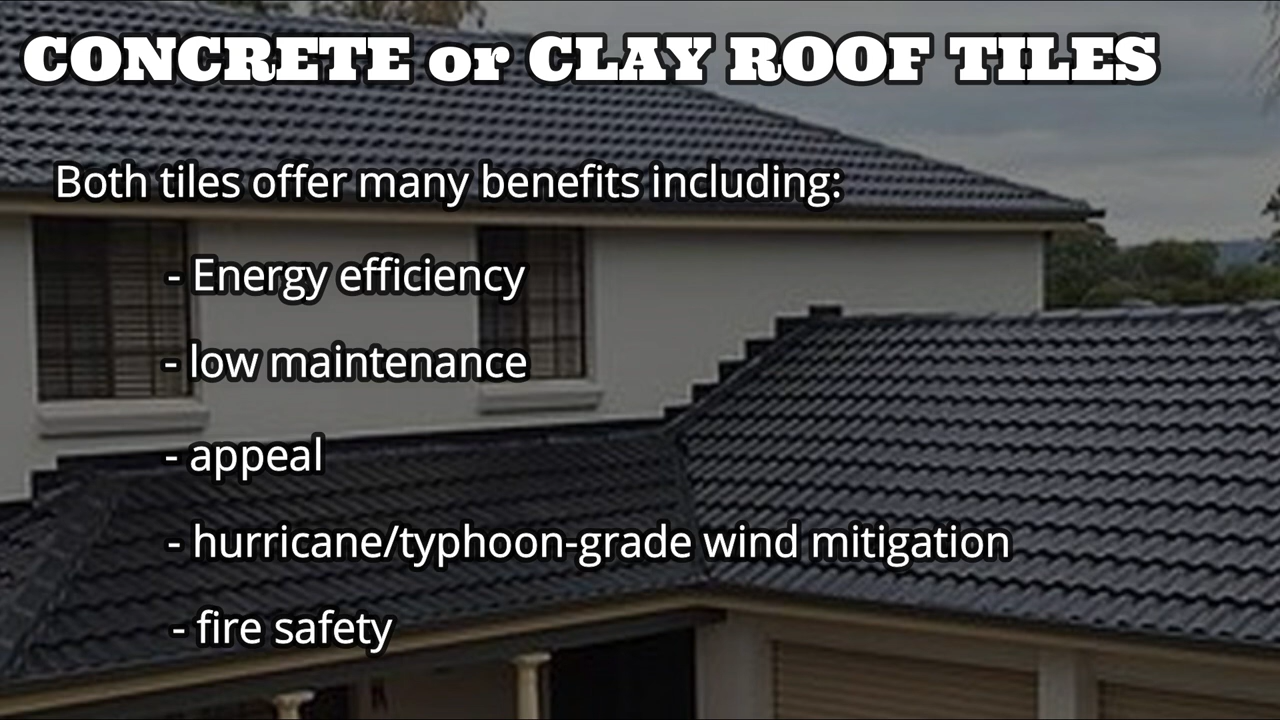 CONCRETE or CLAY ROOF TILES
Both tiles offer many benefits including:
- Energy efficiency
- low maintenance
- appeal
- hurricane/typhoon-grade wind mitigation
- fire safety